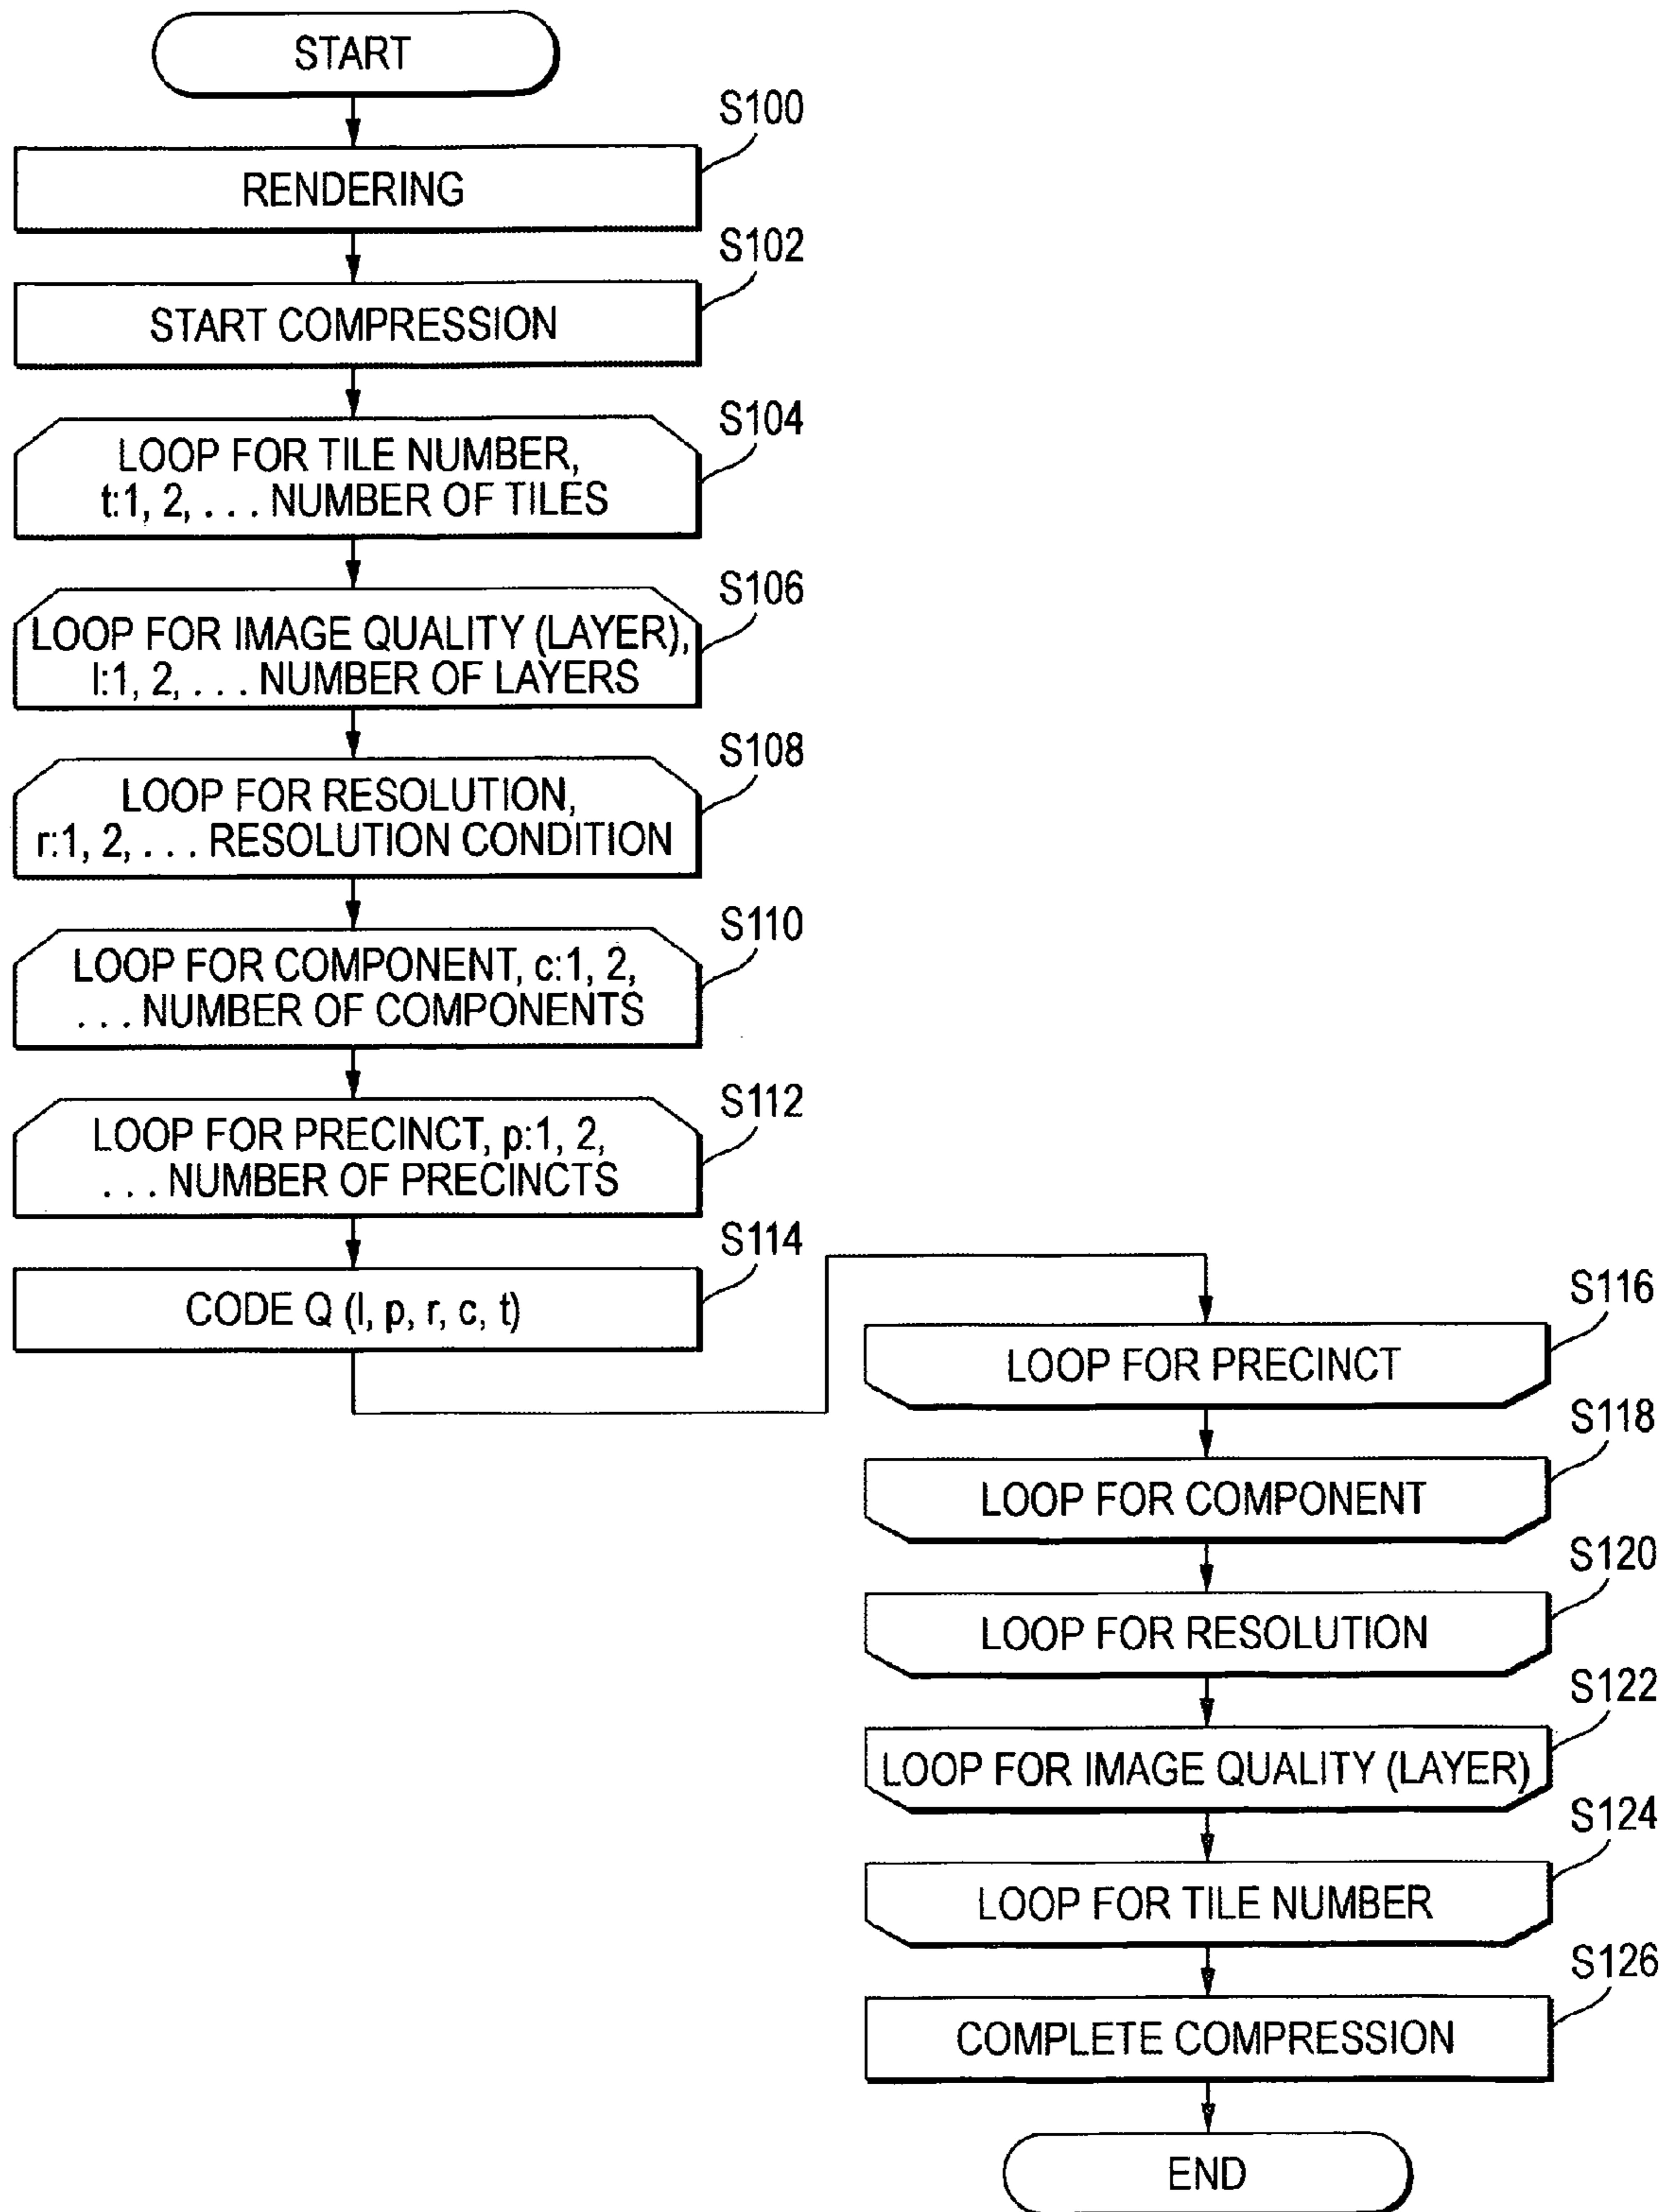 START
S100
RENDERING
S102
START COMPRESSION
S104
LOOP FOR TILE NUMBER,
t:1, 2, . . . NUMBER OF TILES
S106
LOOP FOR IMAGE QUALITY (LAYER),
l:1, 2, . . . NUMBER OF LAYERS
S108
LOOP FOR RESOLUTION,
r:1, 2, . . . RESOLUTION CONDITION
S110
LOOP FOR COMPONENT, c:1, 2,
. . . NUMBER OF COMPONENTS
S112
LOOP FOR PRECINCT, p:1, 2,
. . . NUMBER OF PRECINCTS
S114
CODE Q (l, p, r, c, t)
S116
LOOP FOR PRECINCT
S118
LOOP FOR COMPONENT
S120
LOOP FOR RESOLUTION
S122
LOOP FOR IMAGE QUALITY (LAYER)
S124
LOOP FOR TILE NUMBER
S126
COMPLETE COMPRESSION
END